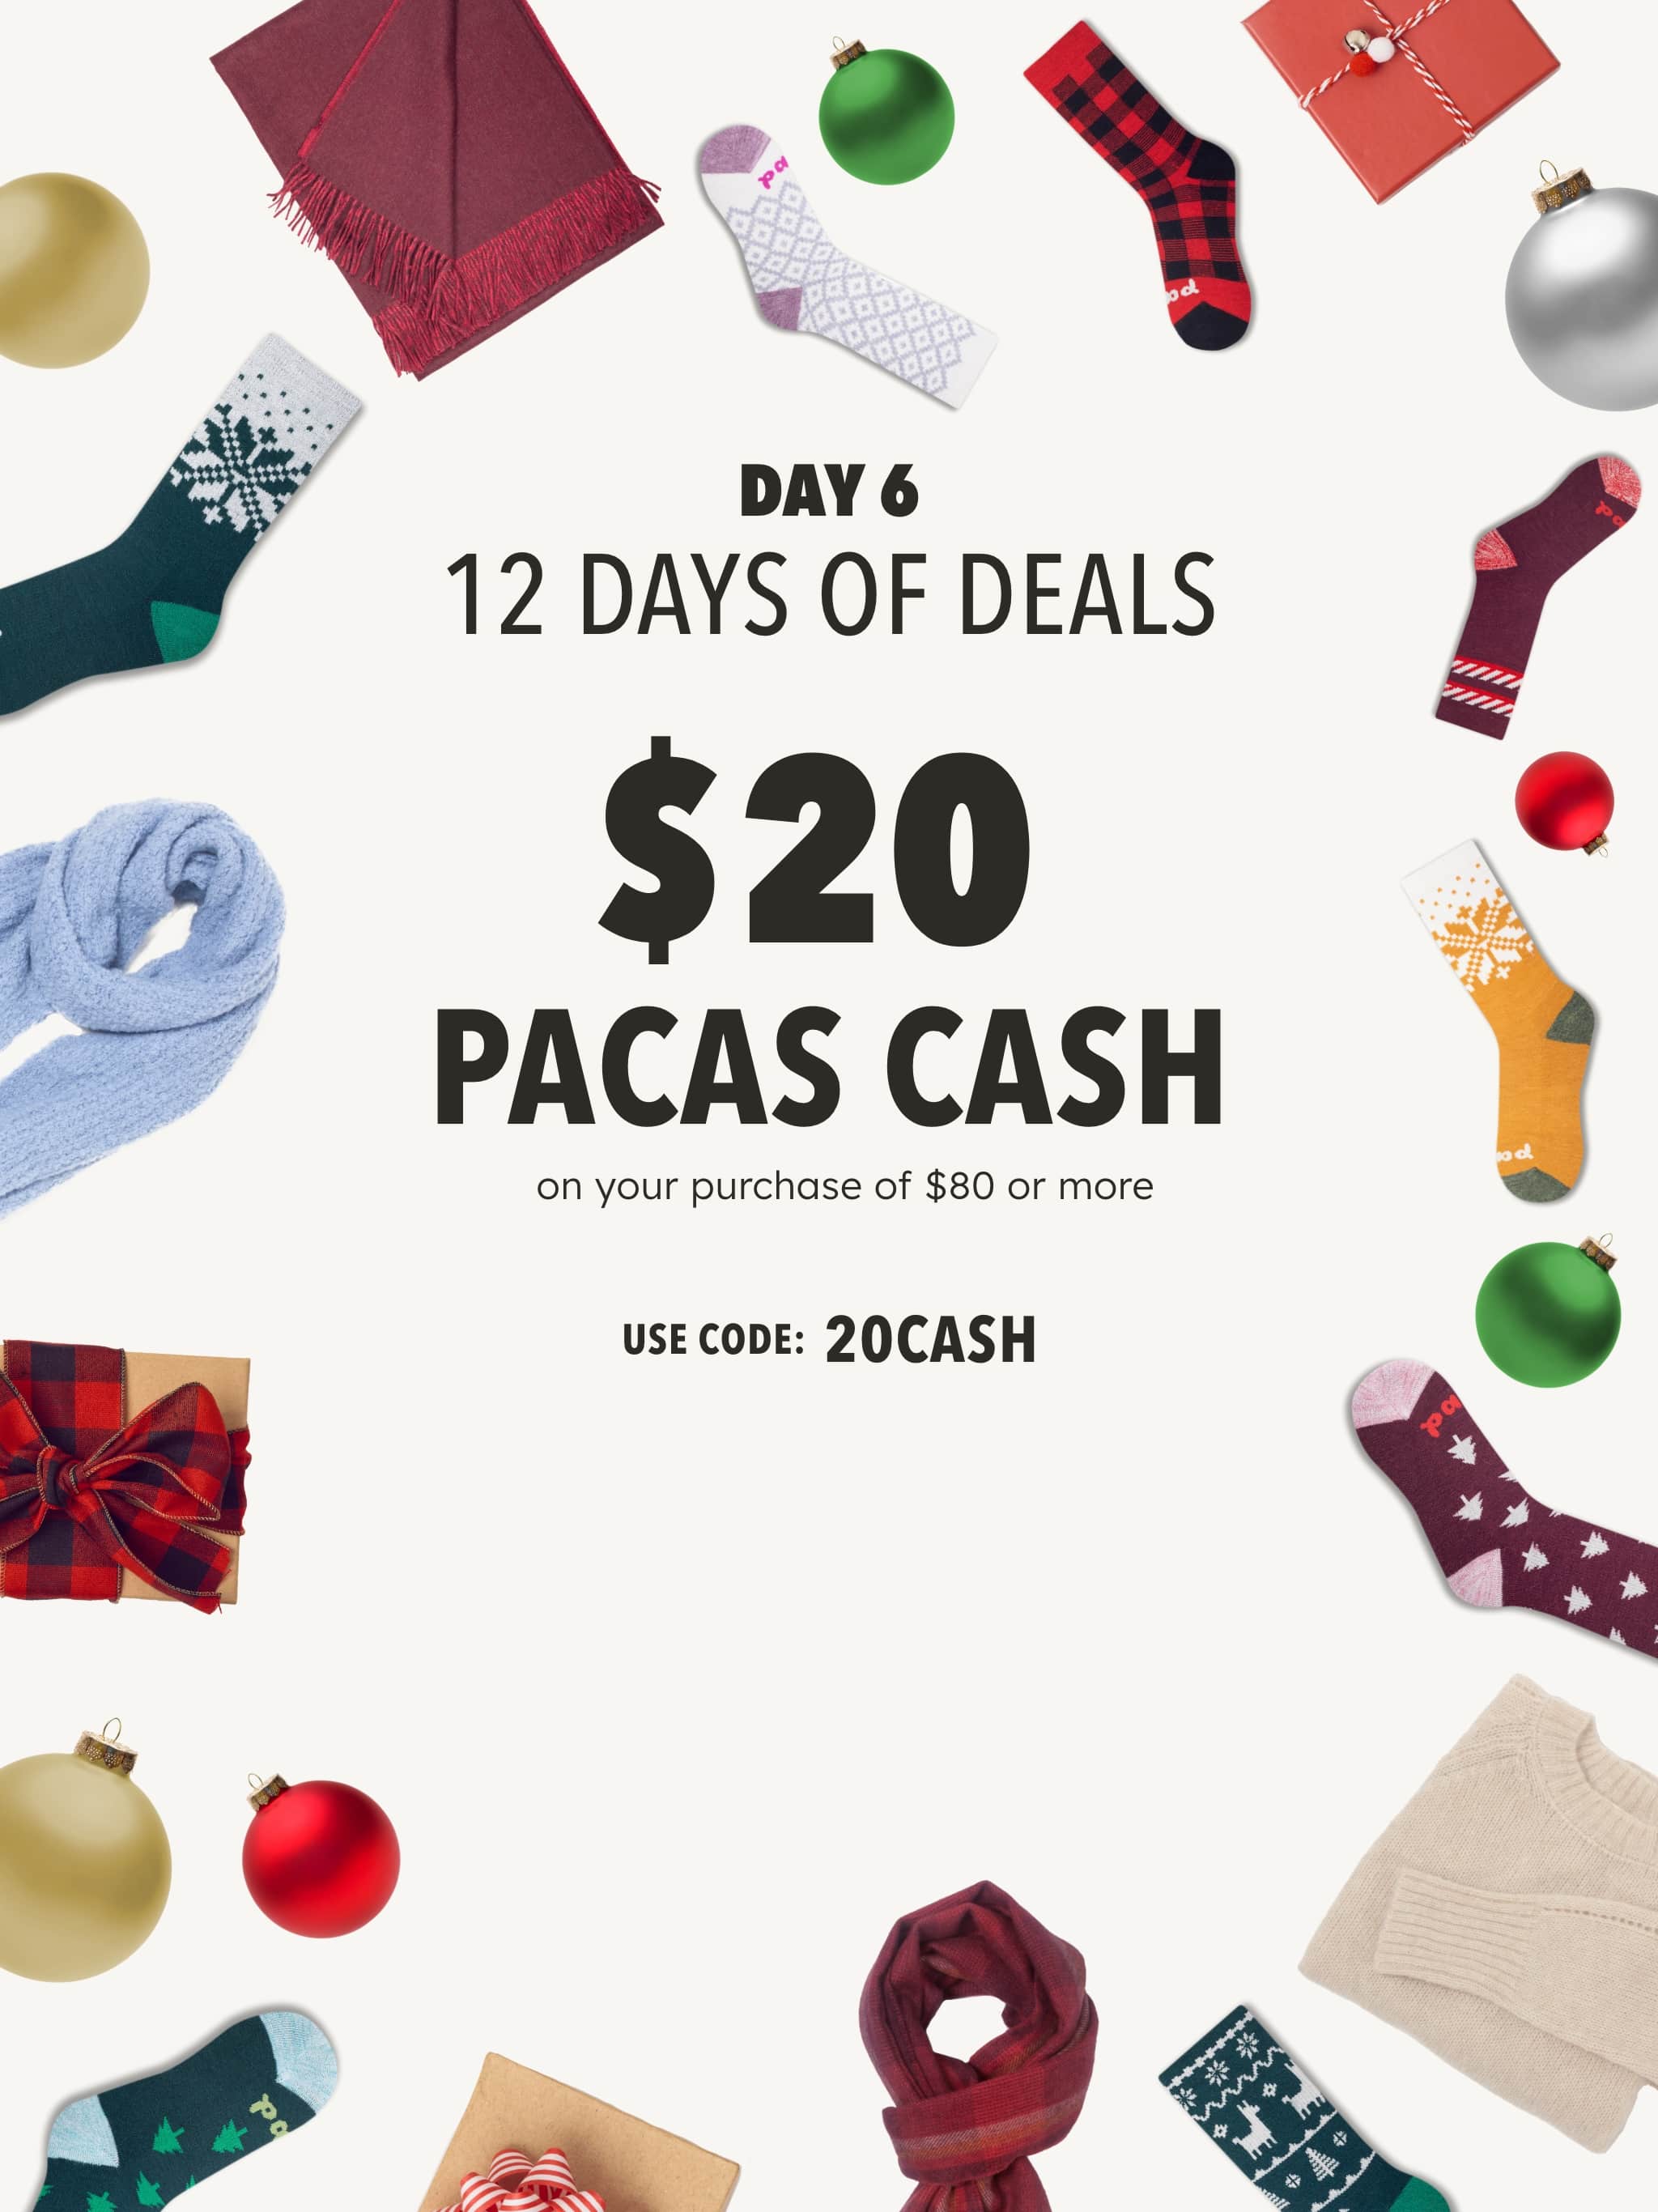 DAY 6
12 DAYS OF DEALS
$20
PACAS CASH
on your purchase of $80 or more
USE CODE: 20CASH